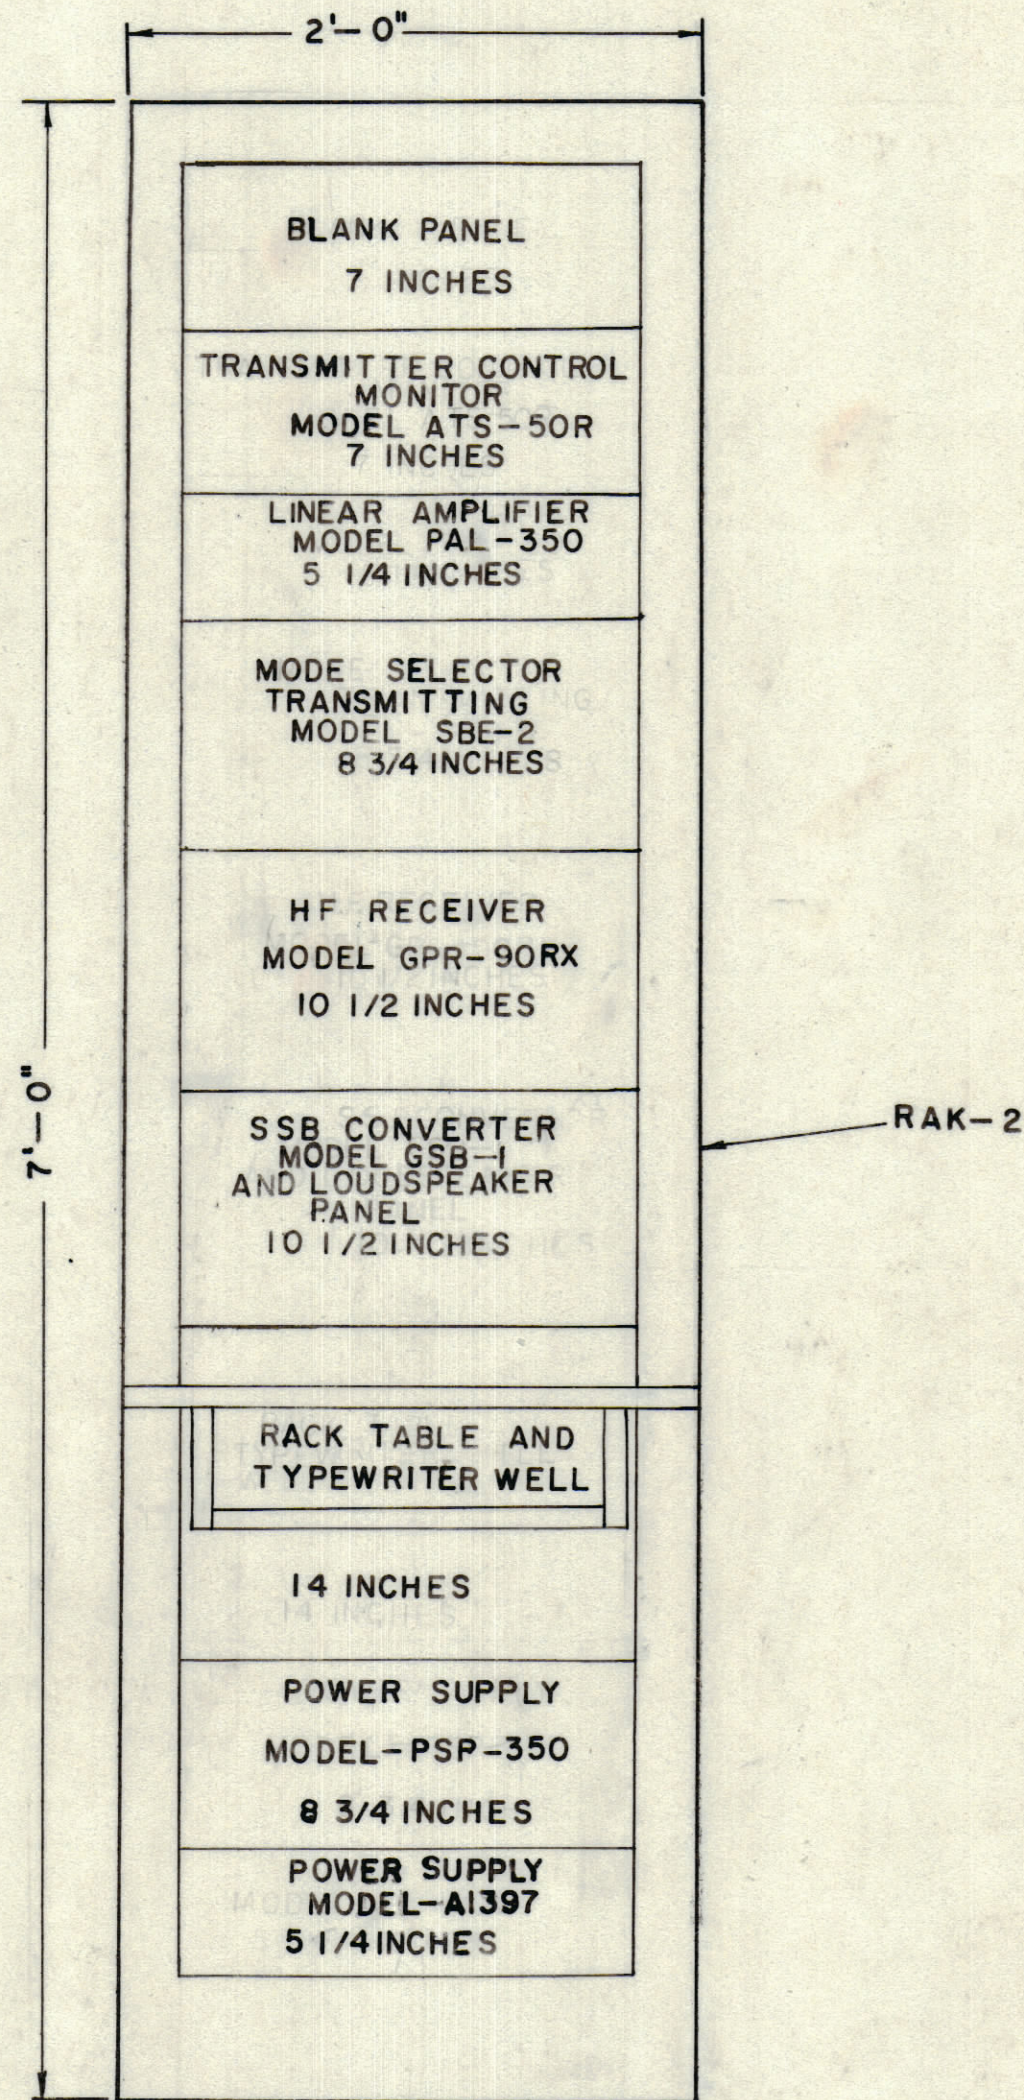 2'-0"
BLANK PANEL
7 INCHES
TRANSMITTER CONTROL
MONITOR
MODEL ATS-50R
7 INCHES
LINEAR AMPLIFIER
MODEL PAL-350
5 1/4 INCHES
MODE SELECTOR
TRANSMITTING
MODEL SBE-2
8 3/4 INCHES
HF RECEIVER
MODEL GPR-90RX
10 1/2 INCHES
7'-0"
RAK-2
SSB CONVERTER
MODEL GSB-1
AND LOUDSPEAKER
PANEL
10 1/2 INCHES
RACK TABLE AND
TYPEWRITER WELL
14 INCHES
POWER SUPPLY
MODEL-PSP-350
8 3/4 INCHES
POWER SUPPLY
MODEL-A1397
5 1/4 INCHES